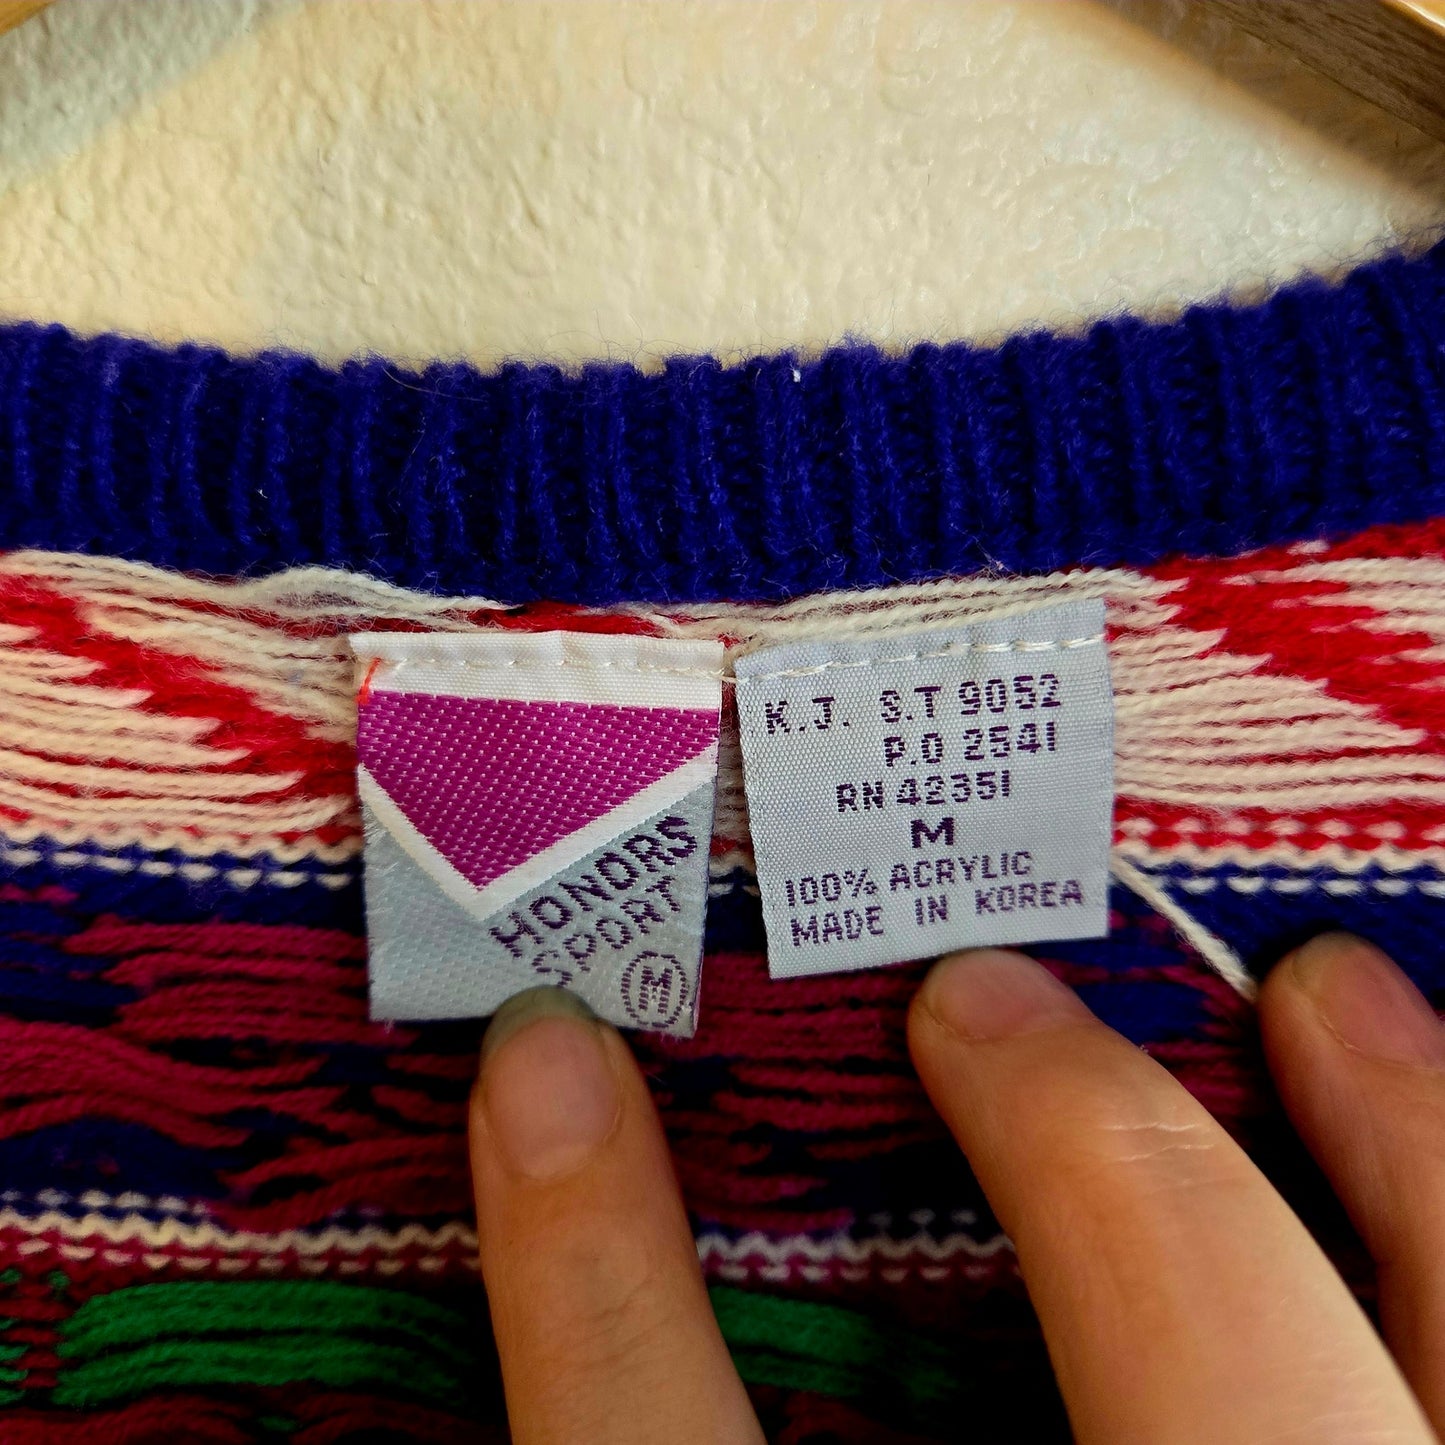 HONORS
SPORT
M
K.J. S.T 9052
P.O 2541
RN 42351
M
100% ACRYLIC
MADE IN KOREA